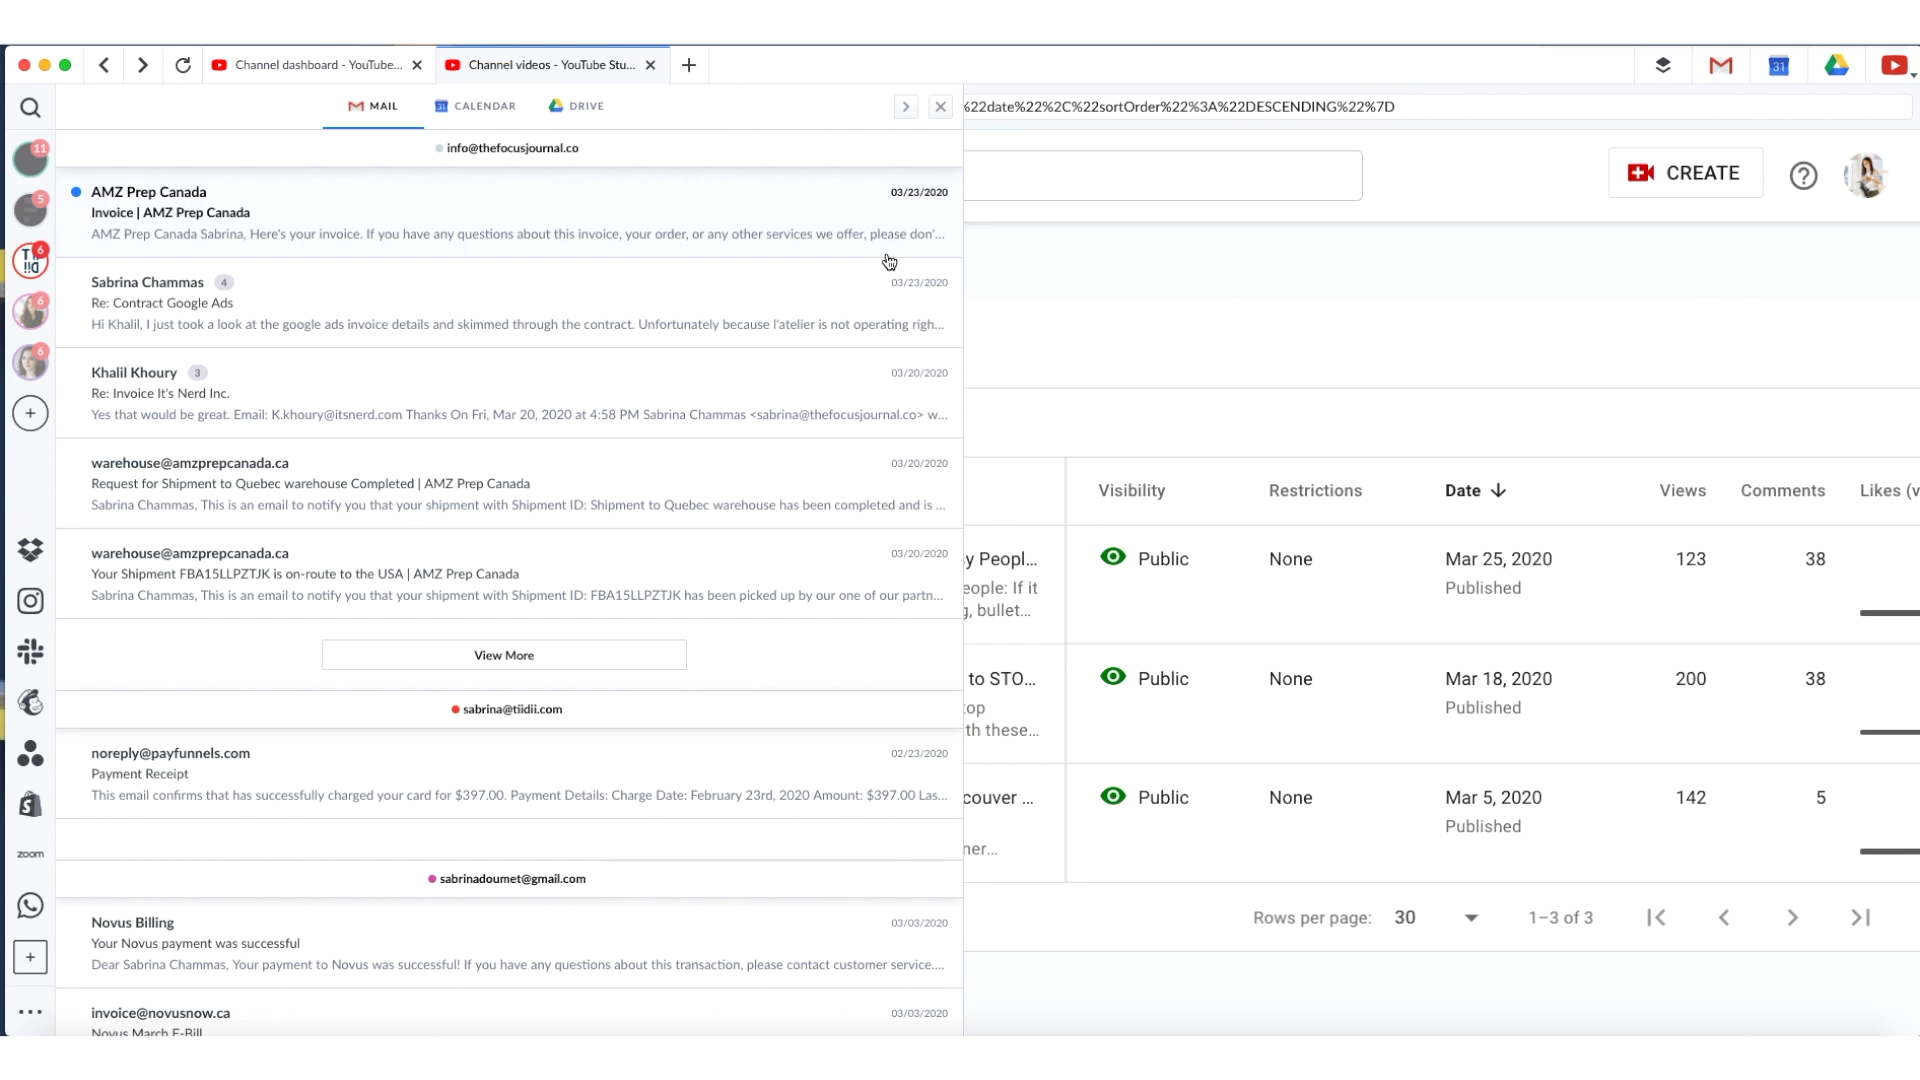 Channel dashboard - YouTube...
Channel videos - YouTube Stu...
31
MAIL
31 CALENDAR
DRIVE
%22date%22%2C%22sortOrder%22%3A%22DESCENDING%22%7D
info@thefocusjournal.co
CREATE
11
5
6
6
6
AMZ Prep Canada 03/23/2020
Invoice | AMZ Prep Canada
AMZ Prep Canada Sabrina, Here's your invoice. If you have any questions about this invoice, your order, or any other services we offer, please don'...
Sabrina Chammas 4 03/23/2020
Re: Contract Google Ads
Hi Khalil, I just took a look at the google ads invoice details and skimmed through the contract. Unfortunately because l'atelier is not operating righ...
Khalil Khoury 3 03/20/2020
Re: Invoice It's Nerd Inc.
Yes that would be great. Email: K.khoury@itsnerd.com Thanks On Fri, Mar 20, 2020 at 4:58 PM Sabrina Chammas <sabrina@thefocusjournal.co> w...
warehouse@amzprepcanada.ca 03/20/2020
Request for Shipment to Quebec warehouse Completed | AMZ Prep Canada
Sabrina Chammas, This is an email to notify you that your shipment with Shipment ID: Shipment to Quebec warehouse has been completed and is ...
warehouse@amzprepcanada.ca 03/20/2020
Your Shipment FBA15LLPZTJK is on-route to the USA | AMZ Prep Canada
Sabrina Chammas, This is an email to notify you that your shipment with Shipment ID: FBA15LLPZTJK has been picked up by our one of our partn...
View More
sabrina@tiidii.com
noreply@payfunnels.com 02/23/2020
Payment Receipt
This email confirms that has successfully charged your card for $397.00. Payment Details: Charge Date: February 23rd, 2020 Amount: $397.00 Las...
sabrinadoumet@gmail.com
Novus Billing 03/03/2020
Your Novus payment was successful
Dear Sabrina Chammas, Your payment to Novus was successful! If you have any questions about this transaction, please contact customer service....
invoice@novusnow.ca 03/03/2020
Novus March E-Bill
zoom
Visibility Restrictions Date Views Comments Likes (v
y Peopl... Public None Mar 25, 2020 123 38
eople: If it Published
g, bullet...
to STO... Public None Mar 18, 2020 200 38
top Published
th these...
couver ... Public None Mar 5, 2020 142 5
Published
ner...
Rows per page: 30 1–3 of 3